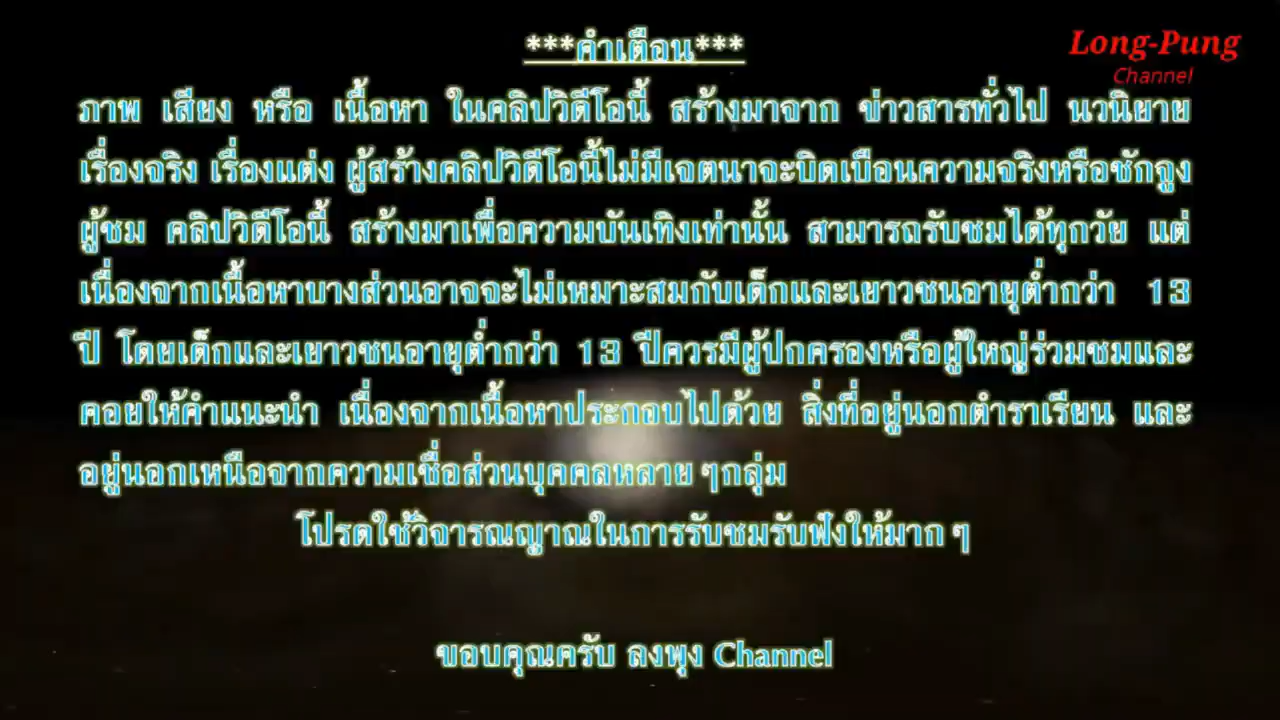 ***คำเตือน***
Long-Pung
Channel
ภาพ เสียง หรือ เนื้อหา ในคลิปวิดีโอนี้ สร้างมาจาก ข่าวสารทั่วไป นวนิยาย
เรื่องจริง เรื่องแต่ง ผู้สร้างคลิปวิดีโอนี้ไม่มีเจตนาจะบิดเบือนความจริงหรือชักจูง
ผู้ชม คลิปวิดีโอนี้ สร้างมาเพื่อความบันเทิงเท่านั้น สามารถรับชมได้ทุกวัย แต่
เนื่องจากเนื้อหาบางส่วนอาจจะไม่เหมาะสมกับเด็กและเยาวชนอายุต่ำกว่า 13
ปี โดยเด็กและเยาวชนอายุต่ำกว่า 13 ปีควรมีผู้ปกครองหรือผู้ใหญ่ร่วมชมและ
คอยให้คำแนะนำ เนื่องจากเนื้อหาประกอบไปด้วย สิ่งที่อยู่นอกตำราเรียน และ
อยู่นอกเหนือจากความเชื่อส่วนบุคคลหลาย ๆกลุ่ม
โปรดใช้วิจารณญาณในการรับชมรับฟังให้มาก ๆ
ขอบคุณครับ ลงพุง Channel